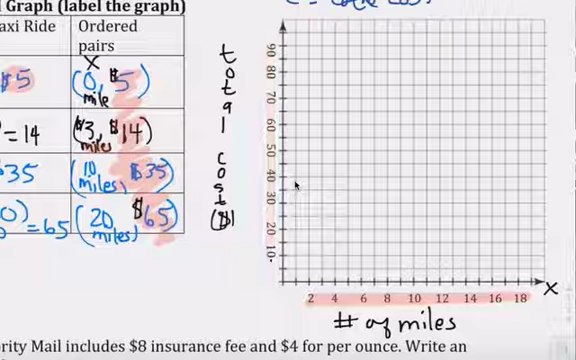 l Graph (label the graph)
axi Ride
Ordered pairs
x
$5
(0, $5)
mile
= 14
($3, $14)
miles
$35
(10 $35)
miles)
0)
= 65
(20 $65)
miles)
total cost ($)
90
80
70
60
50
40
30
20
10
2 4 6 8 10 12 14 16 18
x
# of miles
ority Mail includes $8 insurance fee and $4 for per ounce. Write an